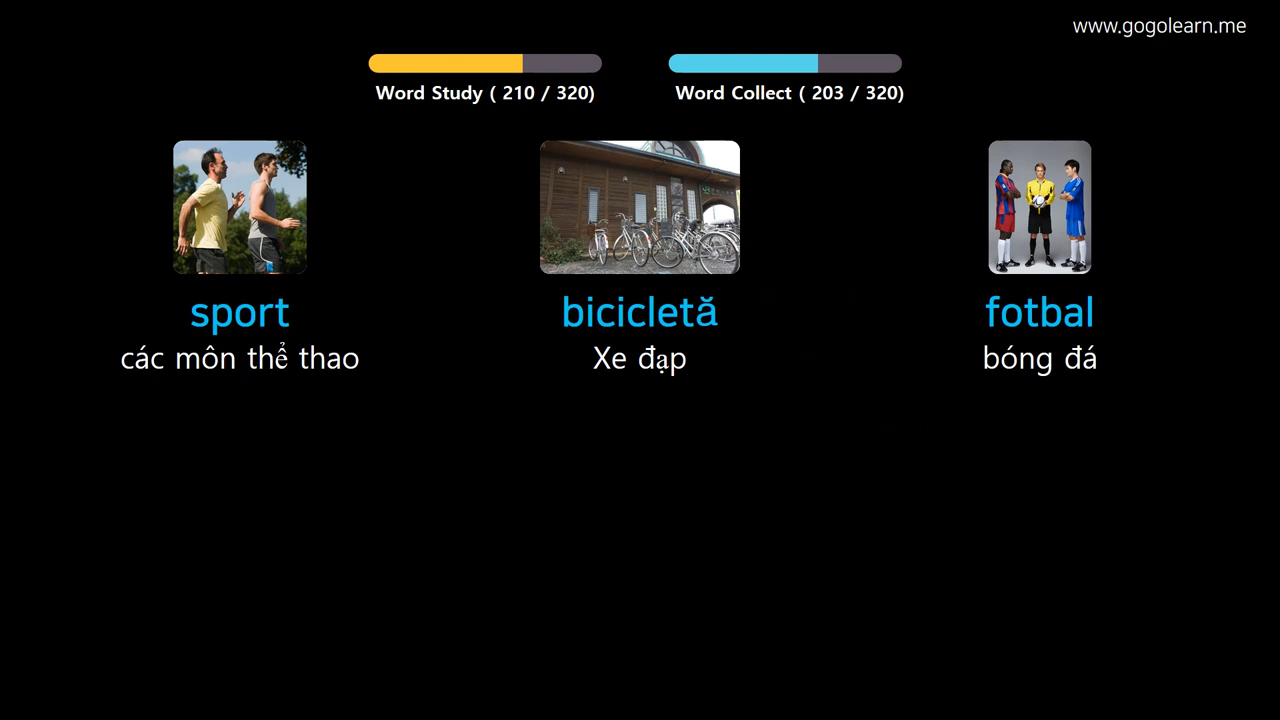 www.gogolearn.me
Word Study ( 210 / 320)
Word Collect ( 203 / 320)
sport
bicicletă
fotbal
các môn thể thao
Xe đạp
bóng đá